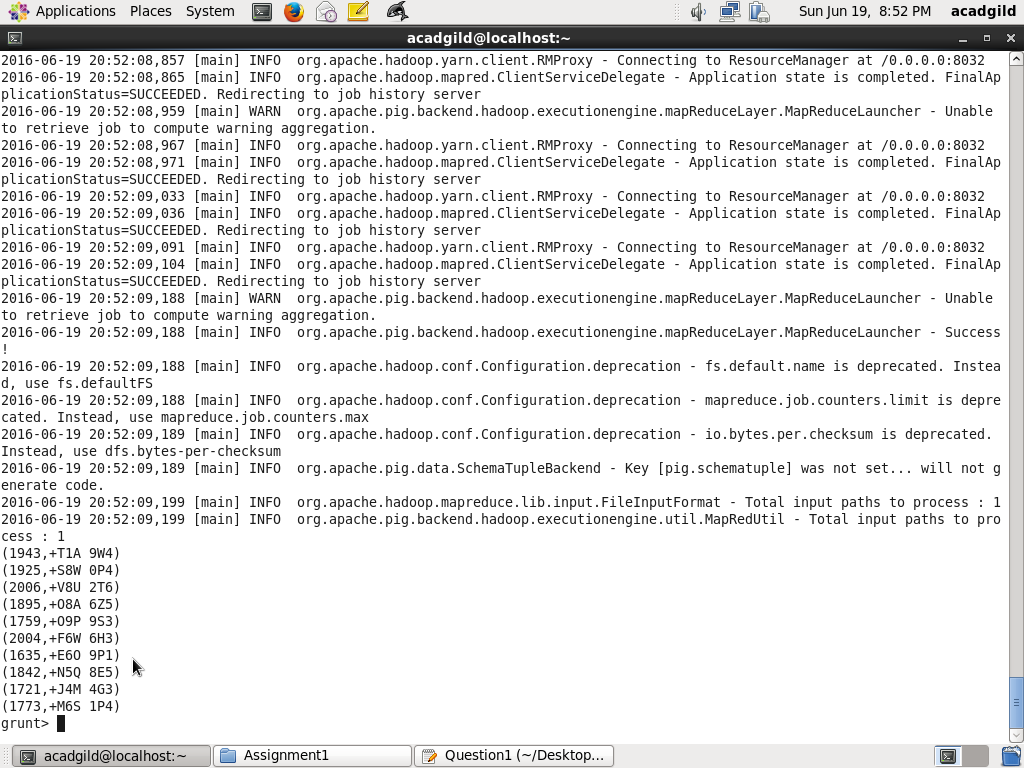 Applications Places System
Sun Jun 19, 8:52 PM acadgild
acadgild@localhost:~
2016-06-19 20:52:08,857 [main] INFO  org.apache.hadoop.yarn.client.RMProxy - Connecting to ResourceManager at /0.0.0.0:8032
2016-06-19 20:52:08,865 [main] INFO  org.apache.hadoop.mapred.ClientServiceDelegate - Application state is completed. FinalAp
plicationStatus=SUCCEEDED. Redirecting to job history server
2016-06-19 20:52:08,959 [main] WARN  org.apache.pig.backend.hadoop.executionengine.mapReduceLayer.MapReduceLauncher - Unable
to retrieve job to compute warning aggregation.
2016-06-19 20:52:08,967 [main] INFO  org.apache.hadoop.yarn.client.RMProxy - Connecting to ResourceManager at /0.0.0.0:8032
2016-06-19 20:52:08,971 [main] INFO  org.apache.hadoop.mapred.ClientServiceDelegate - Application state is completed. FinalAp
plicationStatus=SUCCEEDED. Redirecting to job history server
2016-06-19 20:52:09,033 [main] INFO  org.apache.hadoop.yarn.client.RMProxy - Connecting to ResourceManager at /0.0.0.0:8032
2016-06-19 20:52:09,036 [main] INFO  org.apache.hadoop.mapred.ClientServiceDelegate - Application state is completed. FinalAp
plicationStatus=SUCCEEDED. Redirecting to job history server
2016-06-19 20:52:09,091 [main] INFO  org.apache.hadoop.yarn.client.RMProxy - Connecting to ResourceManager at /0.0.0.0:8032
2016-06-19 20:52:09,104 [main] INFO  org.apache.hadoop.mapred.ClientServiceDelegate - Application state is completed. FinalAp
plicationStatus=SUCCEEDED. Redirecting to job history server
2016-06-19 20:52:09,188 [main] WARN  org.apache.pig.backend.hadoop.executionengine.mapReduceLayer.MapReduceLauncher - Unable
to retrieve job to compute warning aggregation.
2016-06-19 20:52:09,188 [main] INFO  org.apache.pig.backend.hadoop.executionengine.mapReduceLayer.MapReduceLauncher - Success
!
2016-06-19 20:52:09,188 [main] INFO  org.apache.hadoop.conf.Configuration.deprecation - fs.default.name is deprecated. Instea
d, use fs.defaultFS
2016-06-19 20:52:09,188 [main] INFO  org.apache.hadoop.conf.Configuration.deprecation - mapreduce.job.counters.limit is depre
cated. Instead, use mapreduce.job.counters.max
2016-06-19 20:52:09,189 [main] INFO  org.apache.hadoop.conf.Configuration.deprecation - io.bytes.per.checksum is deprecated.
Instead, use dfs.bytes-per-checksum
2016-06-19 20:52:09,189 [main] INFO  org.apache.pig.data.SchemaTupleBackend - Key [pig.schematuple] was not set... will not g
enerate code.
2016-06-19 20:52:09,199 [main] INFO  org.apache.hadoop.mapreduce.lib.input.FileInputFormat - Total input paths to process : 1
2016-06-19 20:52:09,199 [main] INFO  org.apache.pig.backend.hadoop.executionengine.util.MapRedUtil - Total input paths to pro
cess : 1
(1943,+T1A 9W4)
(1925,+S8W 0P4)
(2006,+V8U 2T6)
(1895,+O8A 6Z5)
(1759,+O9P 9S3)
(2004,+F6W 6H3)
(1635,+E6O 9P1)
(1842,+N5Q 8E5)
(1721,+J4M 4G3)
(1773,+M6S 1P4)
grunt>
acadgild@localhost:~
Assignment1
Question1 (~/Desktop...